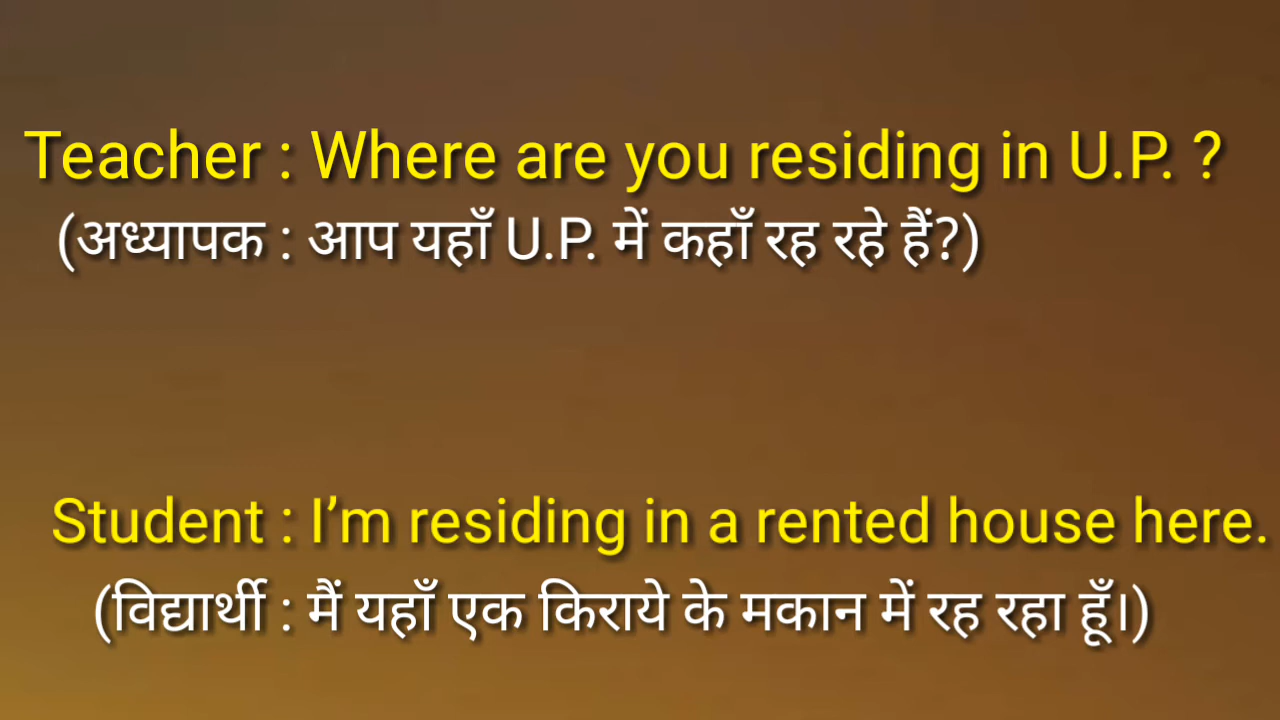 Teacher : Where are you residing in U.P. ?
(अध्यापक : आप यहाँ U.P. में कहाँ रह रहे हैं?)
Student : I’m residing in a rented house here.
(विद्यार्थी : मैं यहाँ एक किराये के मकान में रह रहा हूँ।)